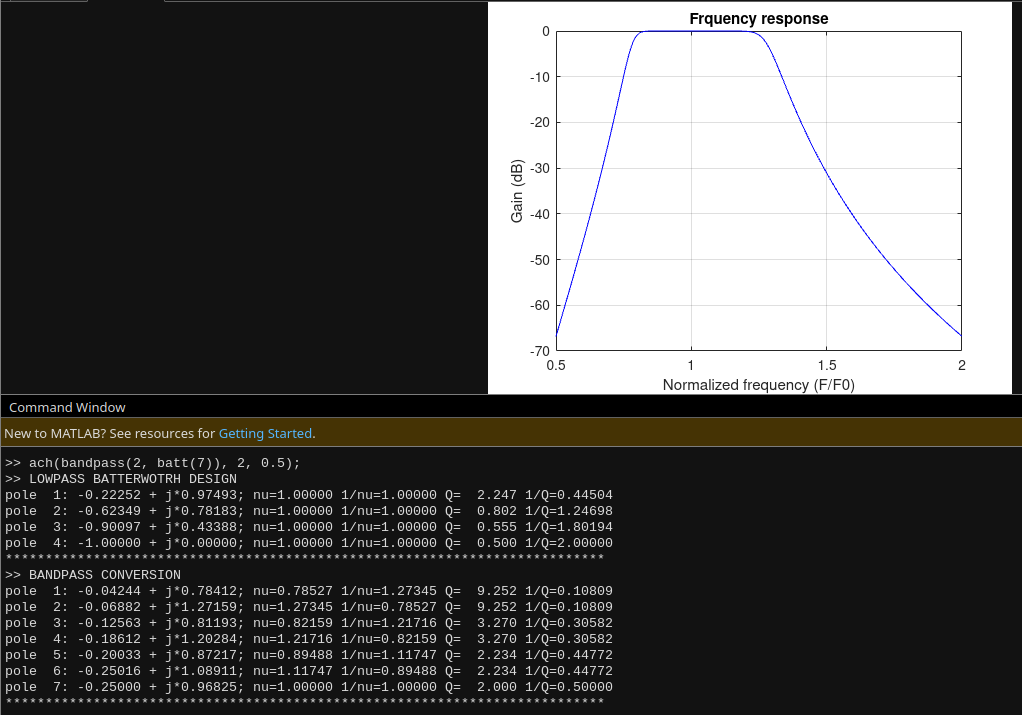 Frquency response
0
-10
-20
-30
-40
-50
-60
-70
Gain (dB)
0.5 1 1.5 2
Normalized frequency (F/F0)
Command Window
New to MATLAB? See resources for Getting Started.
>> ach(bandpass(2, batt(7)), 2, 0.5);
>> LOWPASS BATTERWOTRH DESIGN
pole  1: -0.22252 + j*0.97493; nu=1.00000 1/nu=1.00000 Q=  2.247 1/Q=0.44504
pole  2: -0.62349 + j*0.78183; nu=1.00000 1/nu=1.00000 Q=  0.802 1/Q=1.24698
pole  3: -0.90097 + j*0.43388; nu=1.00000 1/nu=1.00000 Q=  0.555 1/Q=1.80194
pole  4: -1.00000 + j*0.00000; nu=1.00000 1/nu=1.00000 Q=  0.500 1/Q=2.00000
***************************************************************************
>> BANDPASS CONVERSION
pole  1: -0.04244 + j*0.78412; nu=0.78527 1/nu=1.27345 Q=  9.252 1/Q=0.10809
pole  2: -0.06882 + j*1.27159; nu=1.27345 1/nu=0.78527 Q=  9.252 1/Q=0.10809
pole  3: -0.12563 + j*0.81193; nu=0.82159 1/nu=1.21716 Q=  3.270 1/Q=0.30582
pole  4: -0.18612 + j*1.20284; nu=1.21716 1/nu=0.82159 Q=  3.270 1/Q=0.30582
pole  5: -0.20033 + j*0.87217; nu=0.89488 1/nu=1.11747 Q=  2.234 1/Q=0.44772
pole  6: -0.25016 + j*1.08911; nu=1.11747 1/nu=0.89488 Q=  2.234 1/Q=0.44772
pole  7: -0.25000 + j*0.96825; nu=1.00000 1/nu=1.00000 Q=  2.000 1/Q=0.50000
***************************************************************************